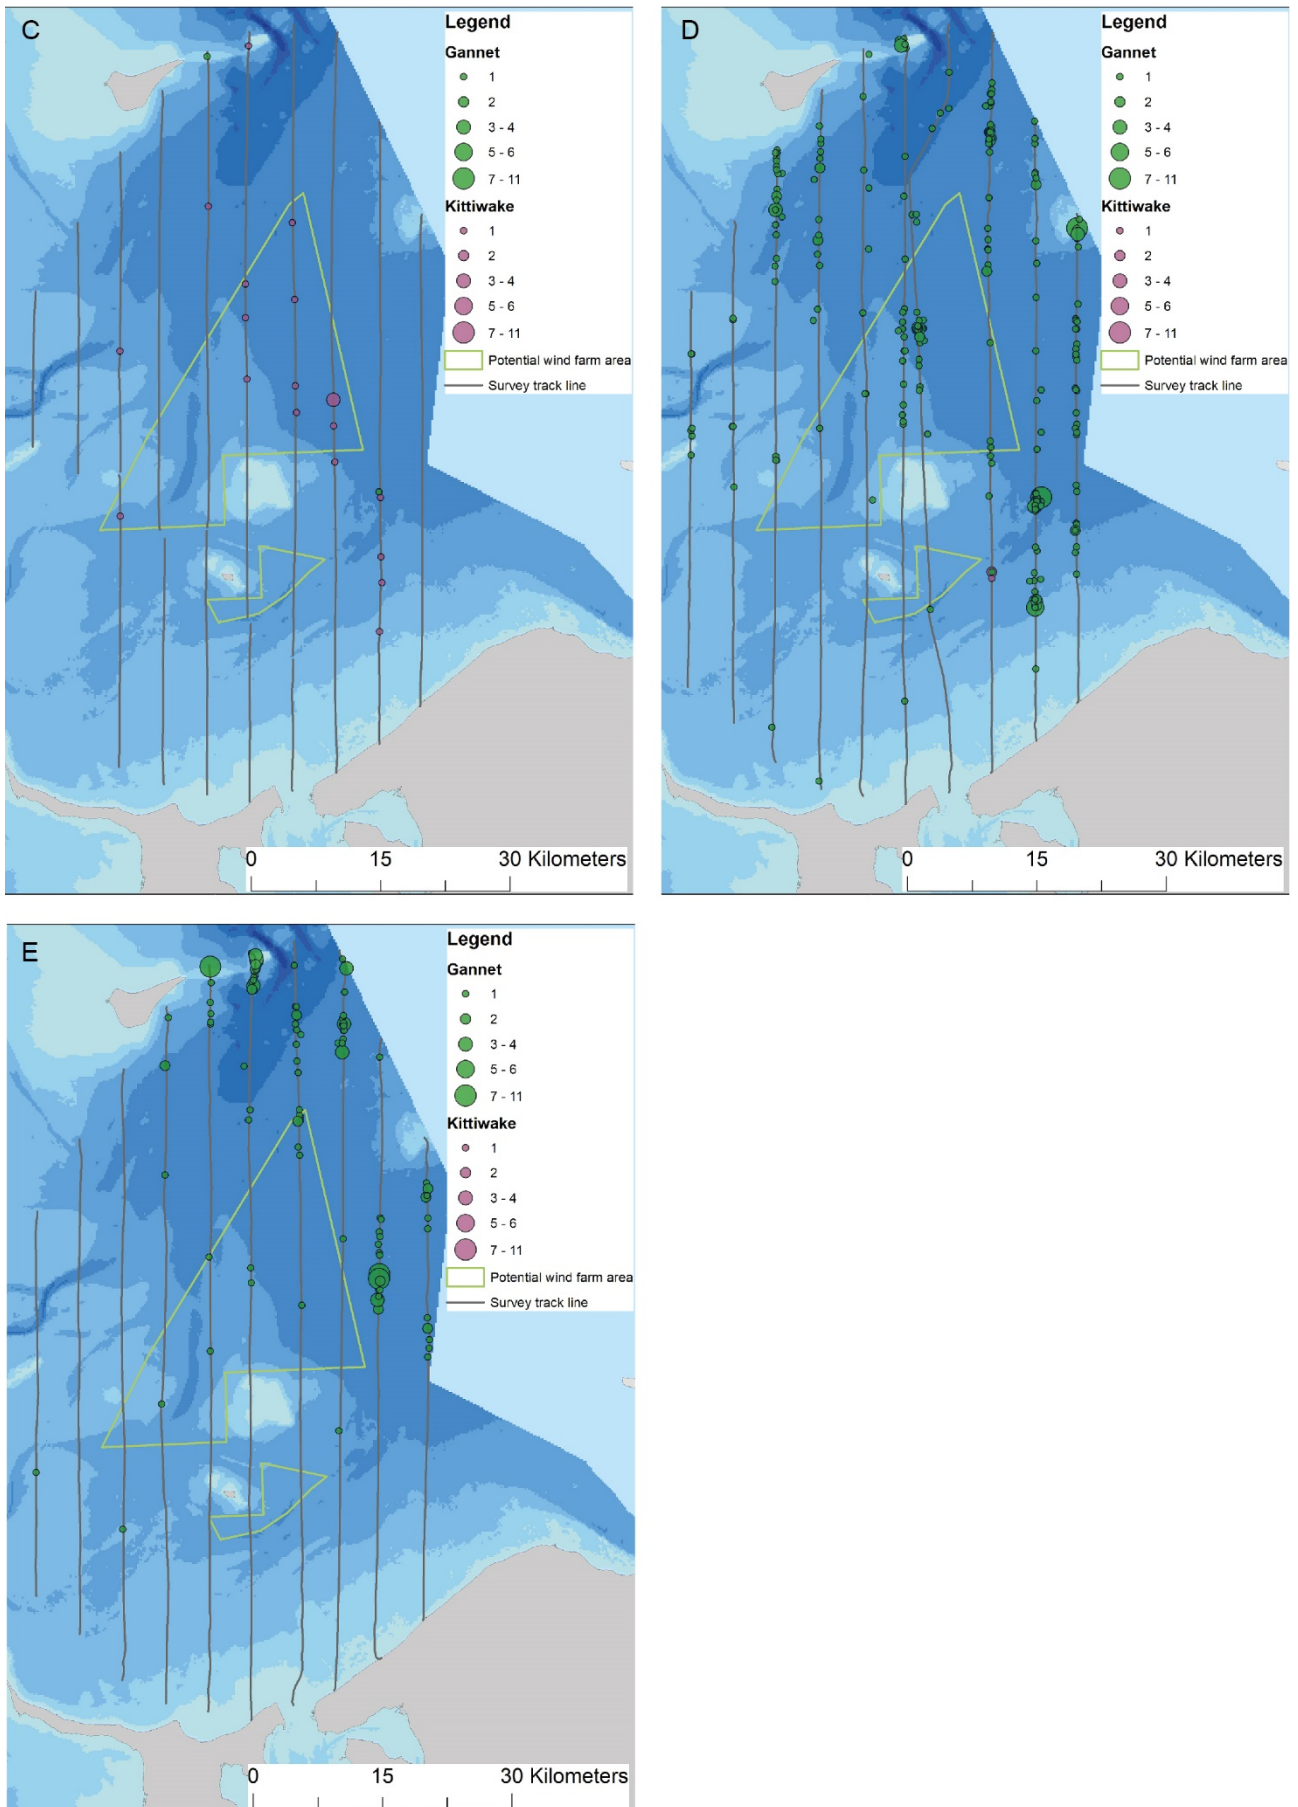 C
Legend
Gannet
1
2
3 - 4
5 - 6
7 - 11
Kittiwake
1
2
3 - 4
5 - 6
7 - 11
Potential wind farm area
Survey track line
0 15 30 Kilometers
D
Legend
Gannet
1
2
3 - 4
5 - 6
7 - 11
Kittiwake
1
2
3 - 4
5 - 6
7 - 11
Potential wind farm area
Survey track line
0 15 30 Kilometers
E
Legend
Gannet
1
2
3 - 4
5 - 6
7 - 11
Kittiwake
1
2
3 - 4
5 - 6
7 - 11
Potential wind farm area
Survey track line
0 15 30 Kilometers